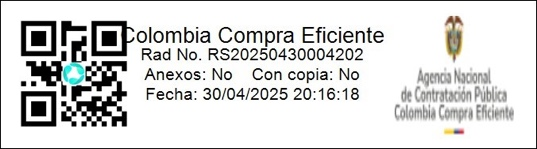 Colombia Compra Eficiente
Rad No. RS20250430004202
Anexos: No    Con copia: No
Fecha: 30/04/2025 20:16:18
Agencia Nacional
de Contratación Pública
Colombia Compra Eficiente